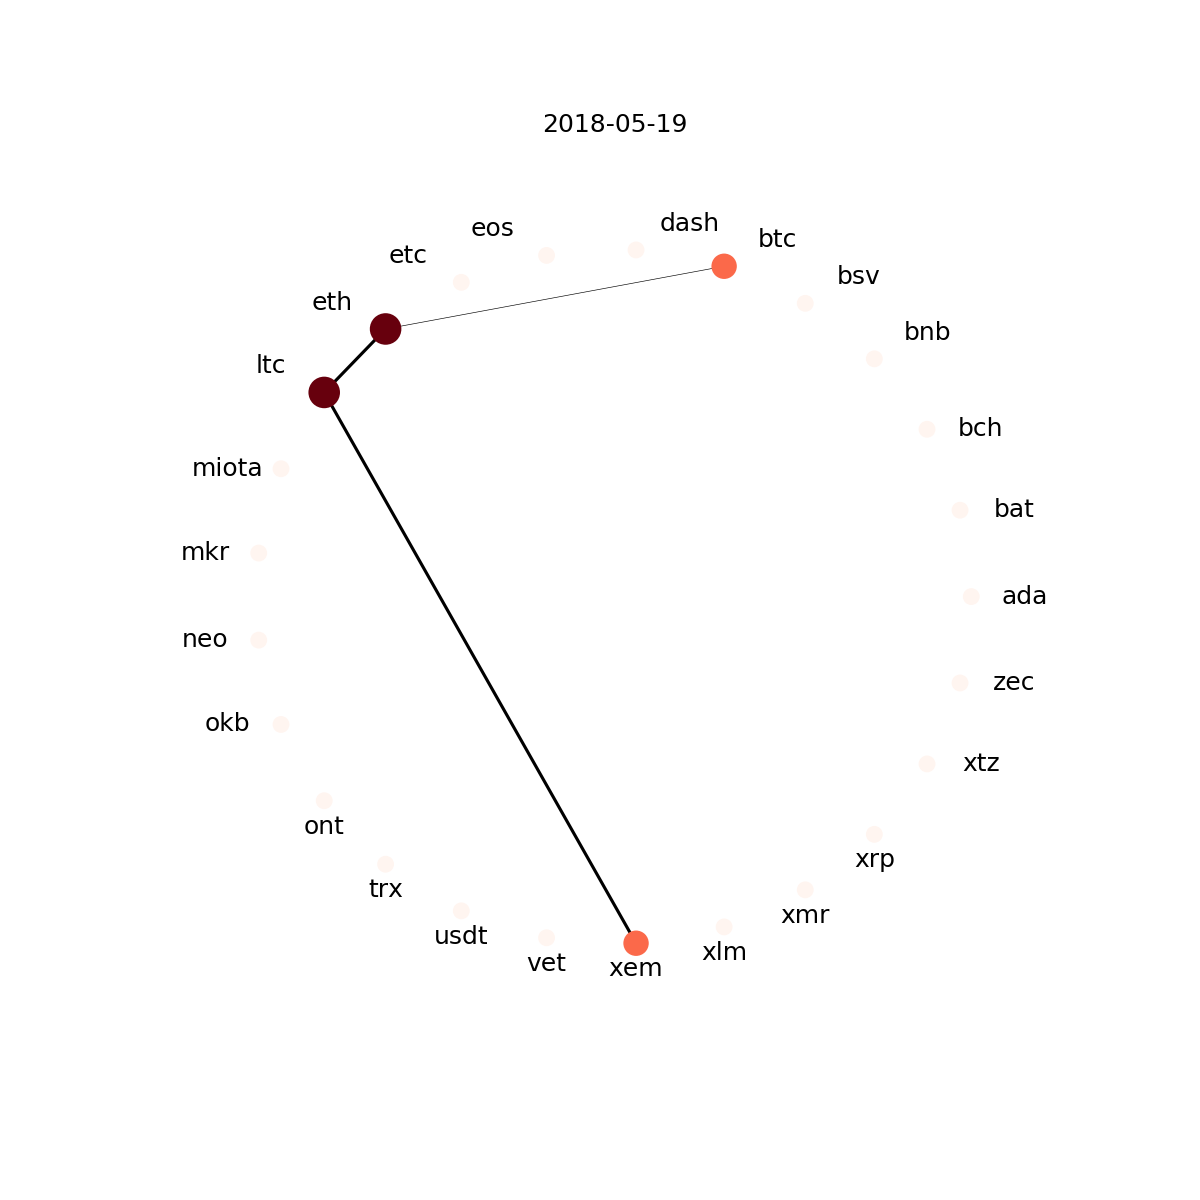 2018-05-19
dash
eos
btc
etc
bsv
eth
bnb
ltc
bch
miota
bat
mkr
ada
neo
zec
okb
xtz
ont
xrp
trx
xmr
usdt
xlm
vet
xem